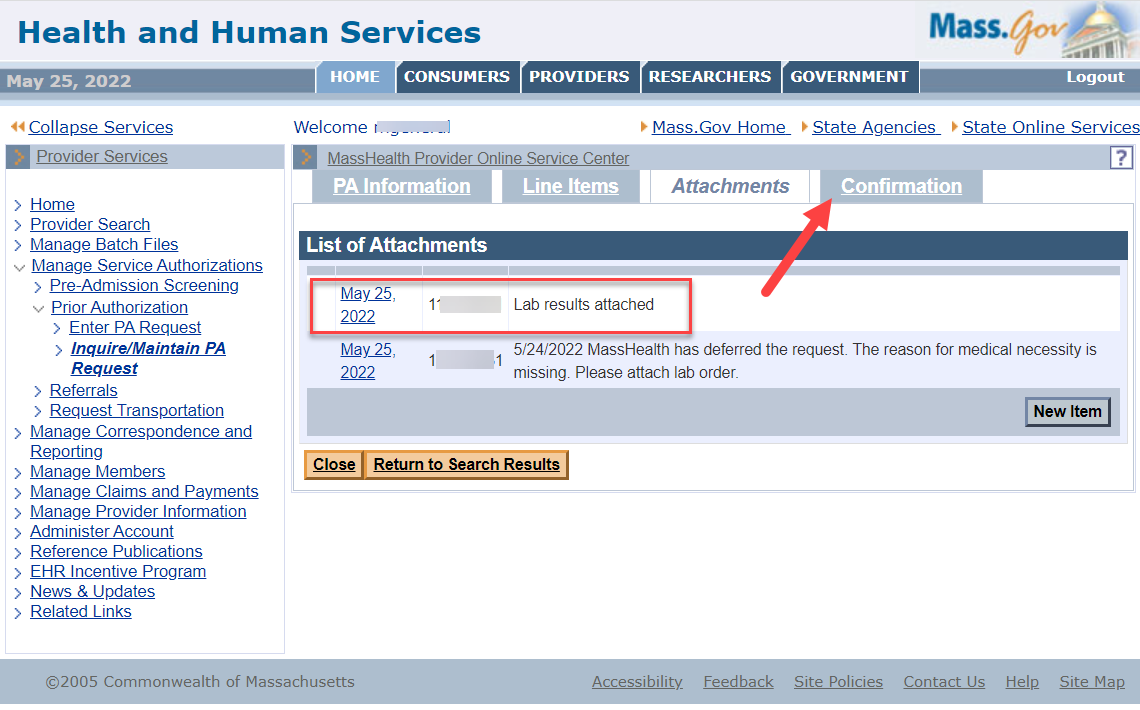 Health and Human Services
Mass.Gov
May 25, 2022
HOME CONSUMERS PROVIDERS RESEARCHERS GOVERNMENT
Logout
Collapse Services
Welcome
Mass.Gov Home State Agencies State Online Services
Provider Services
Home
Provider Search
Manage Batch Files
Manage Service Authorizations
Pre-Admission Screening
Prior Authorization
Enter PA Request
Inquire/Maintain PA
Request
Referrals
Request Transportation
Manage Correspondence and
Reporting
Manage Members
Manage Claims and Payments
Manage Provider Information
Administer Account
Reference Publications
EHR Incentive Program
News & Updates
Related Links
MassHealth Provider Online Service Center
?
PA Information Line Items Attachments Confirmation
List of Attachments
May 25,
2022
Lab results attached
May 25,
2022
5/24/2022 MassHealth has deferred the request. The reason for medical necessity is
missing. Please attach lab order.
New Item
Close Return to Search Results
©2005 Commonwealth of Massachusetts
Accessibility Feedback Site Policies Contact Us Help Site Map